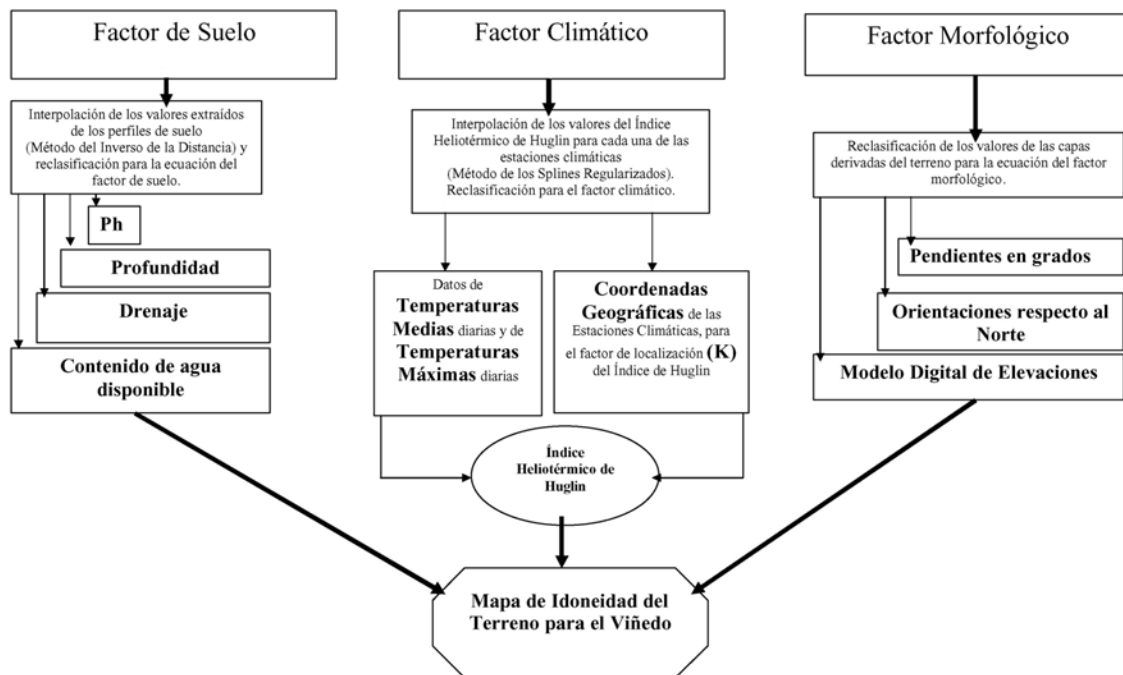 Factor de Suelo
Interpolación de los valores extraídos
de los perfiles de suelo
(Método del Inverso de la Distancia) y
reclasificación para la ecuación del
factor de suelo.
Ph
Profundidad
Drenaje
Contenido de agua
disponible
Factor Climático
Interpolación de los valores del Índice
Heliotérmico de Huglin para cada una de las
estaciones climáticas
(Método de los Splines Regularizados).
Reclasificación para el factor climático.
Datos de
Temperaturas
Medias diarias y de
Temperaturas
Máximas diarias
Coordenadas
Geográficas de las
Estaciones Climáticas, para
el factor de localización (K)
del Índice de Huglin
Índice
Heliotérmico de
Huglin
Factor Morfológico
Reclasificación de los valores de las capas
derivadas del terreno para la ecuación del factor
morfológico.
Pendientes en grados
Orientaciones respecto al
Norte
Modelo Digital de Elevaciones
Mapa de Idoneidad del
Terreno para el Viñedo